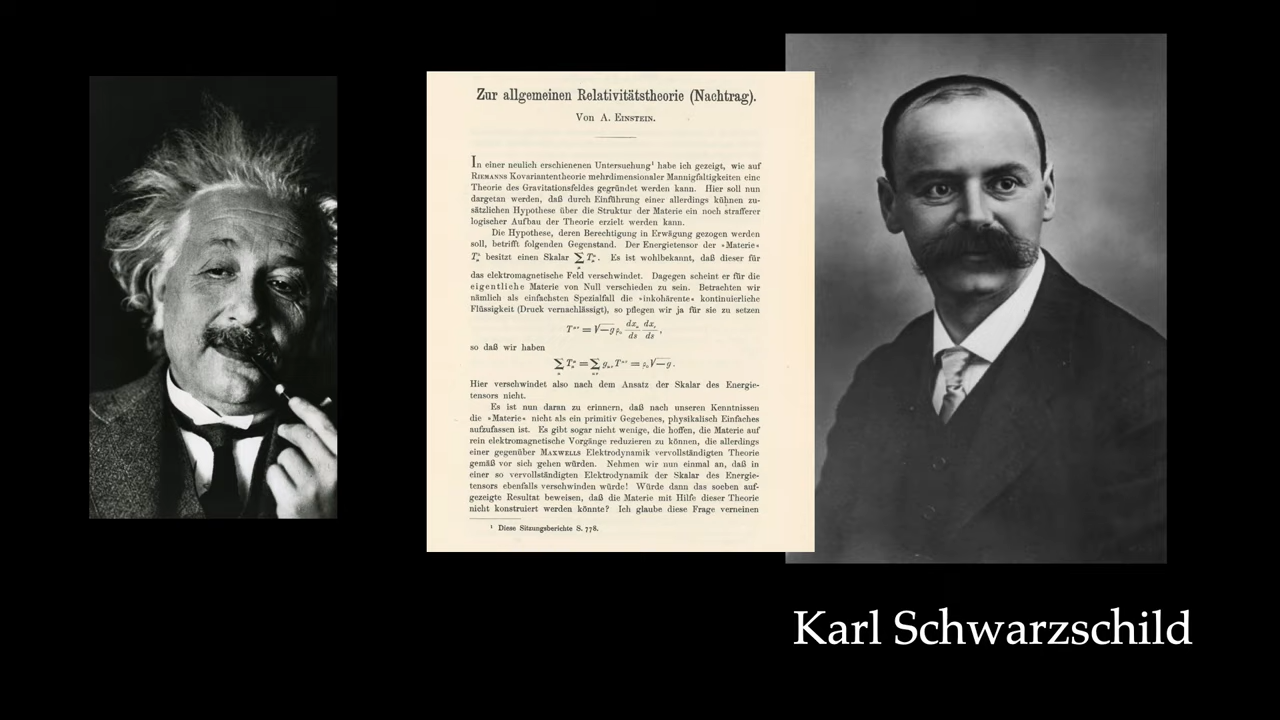 Zur allgemeinen Relativitätstheorie (Nachtrag).
Von A. Einstein.
In einer neulich erschienenen Untersuchung¹ habe ich gezeigt, wie auf
Riemanns Kovariantentheorie mehrdimensionaler Mannigfaltigkeiten eine
Theorie des Gravitationsfeldes gegründet werden kann. Hier soll nun
dargetan werden, daß durch Einführung einer allerdings kühnen zu-
sätzlichen Hypothese über die Struktur der Materie ein noch strafferer
logischer Aufbau der Theorie erzielt werden kann.
Die Hypothese, deren Berechtigung in Erwägung gezogen werden
soll, betrifft folgenden Gegenstand. Der Energietensor der »Materie«
besitzt einen Skalar Es ist wohlbekannt, daß dieser für
das elektromagnetische Feld verschwindet. Dagegen scheint er für die
eigentliche Materie von Null verschieden zu sein. Betrachten wir
nämlich als einfachsten Spezialfall die »inkohärente« kontinuierliche
Flüssigkeit (Druck vernachlässigt), so pflegen wir ja für sie zu setzen
so daß wir haben
Hier verschwindet also nach dem Ansatz der Skalar des Energie-
tensors nicht.
Es ist nun daran zu erinnern, daß nach unseren Kenntnissen
die »Materie« nicht als ein primitiv Gegebenes, physikalisch Einfaches
aufzufassen ist. Es gibt sogar nicht wenige, die hoffen, die Materie auf
rein elektromagnetische Vorgänge reduzieren zu können, die allerdings
einer gegenüber Maxwells Elektrodynamik vervollständigten Theorie
gemäß vor sich gehen würden. Nehmen wir nun einmal an, daß in
einer so vervollständigten Elektrodynamik der Skalar des Energie-
tensors ebenfalls verschwinden würde! Würde dann das soeben auf-
gezeigte Resultat beweisen, daß die Materie mit Hilfe dieser Theorie
nicht konstruiert werden könnte? Ich glaube diese Frage verneinen
¹ Diese Sitzungsberichte S. 778.
Karl Schwarzschild